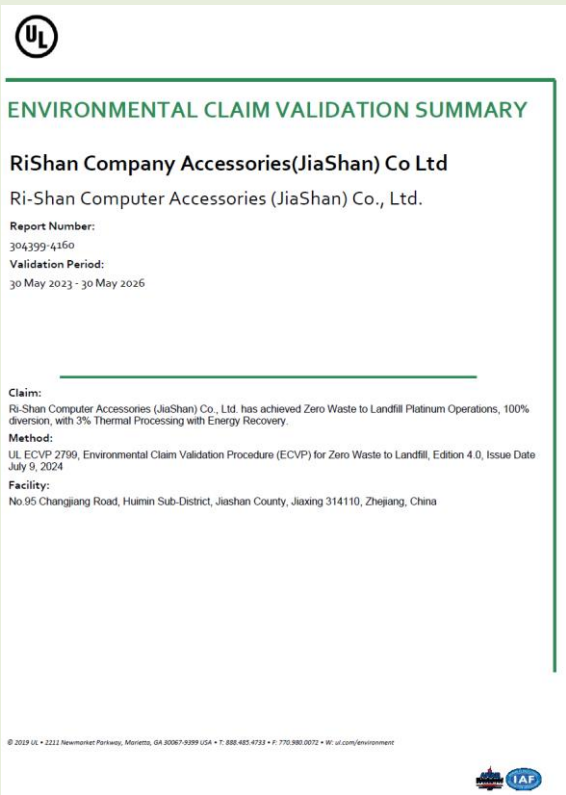 UL
ENVIRONMENTAL CLAIM VALIDATION SUMMARY
RiShan Company Accessories(JiaShan) Co Ltd
Ri-Shan Computer Accessories (JiaShan) Co., Ltd.
Report Number:
304399-4160
Validation Period:
30 May 2023 - 30 May 2026
Claim:
Ri-Shan Computer Accessories (JiaShan) Co., Ltd. has achieved Zero Waste to Landfill Platinum Operations, 100%
diversion, with 3% Thermal Processing with Energy Recovery.
Method:
UL ECVP 2799, Environmental Claim Validation Procedure (ECVP) for Zero Waste to Landfill, Edition 4.0, Issue Date
July 9, 2024
Facility:
No.95 Changjiang Road, Huimin Sub-District, Jiashan County, Jiaxing 314110, Zhejiang, China
© 2019 UL • 2211 Newmarket Parkway, Marietta, GA 30067-9399 USA • T: 888.485.4733 • F: 770.980.0072 • W: ul.com/environment
IAF